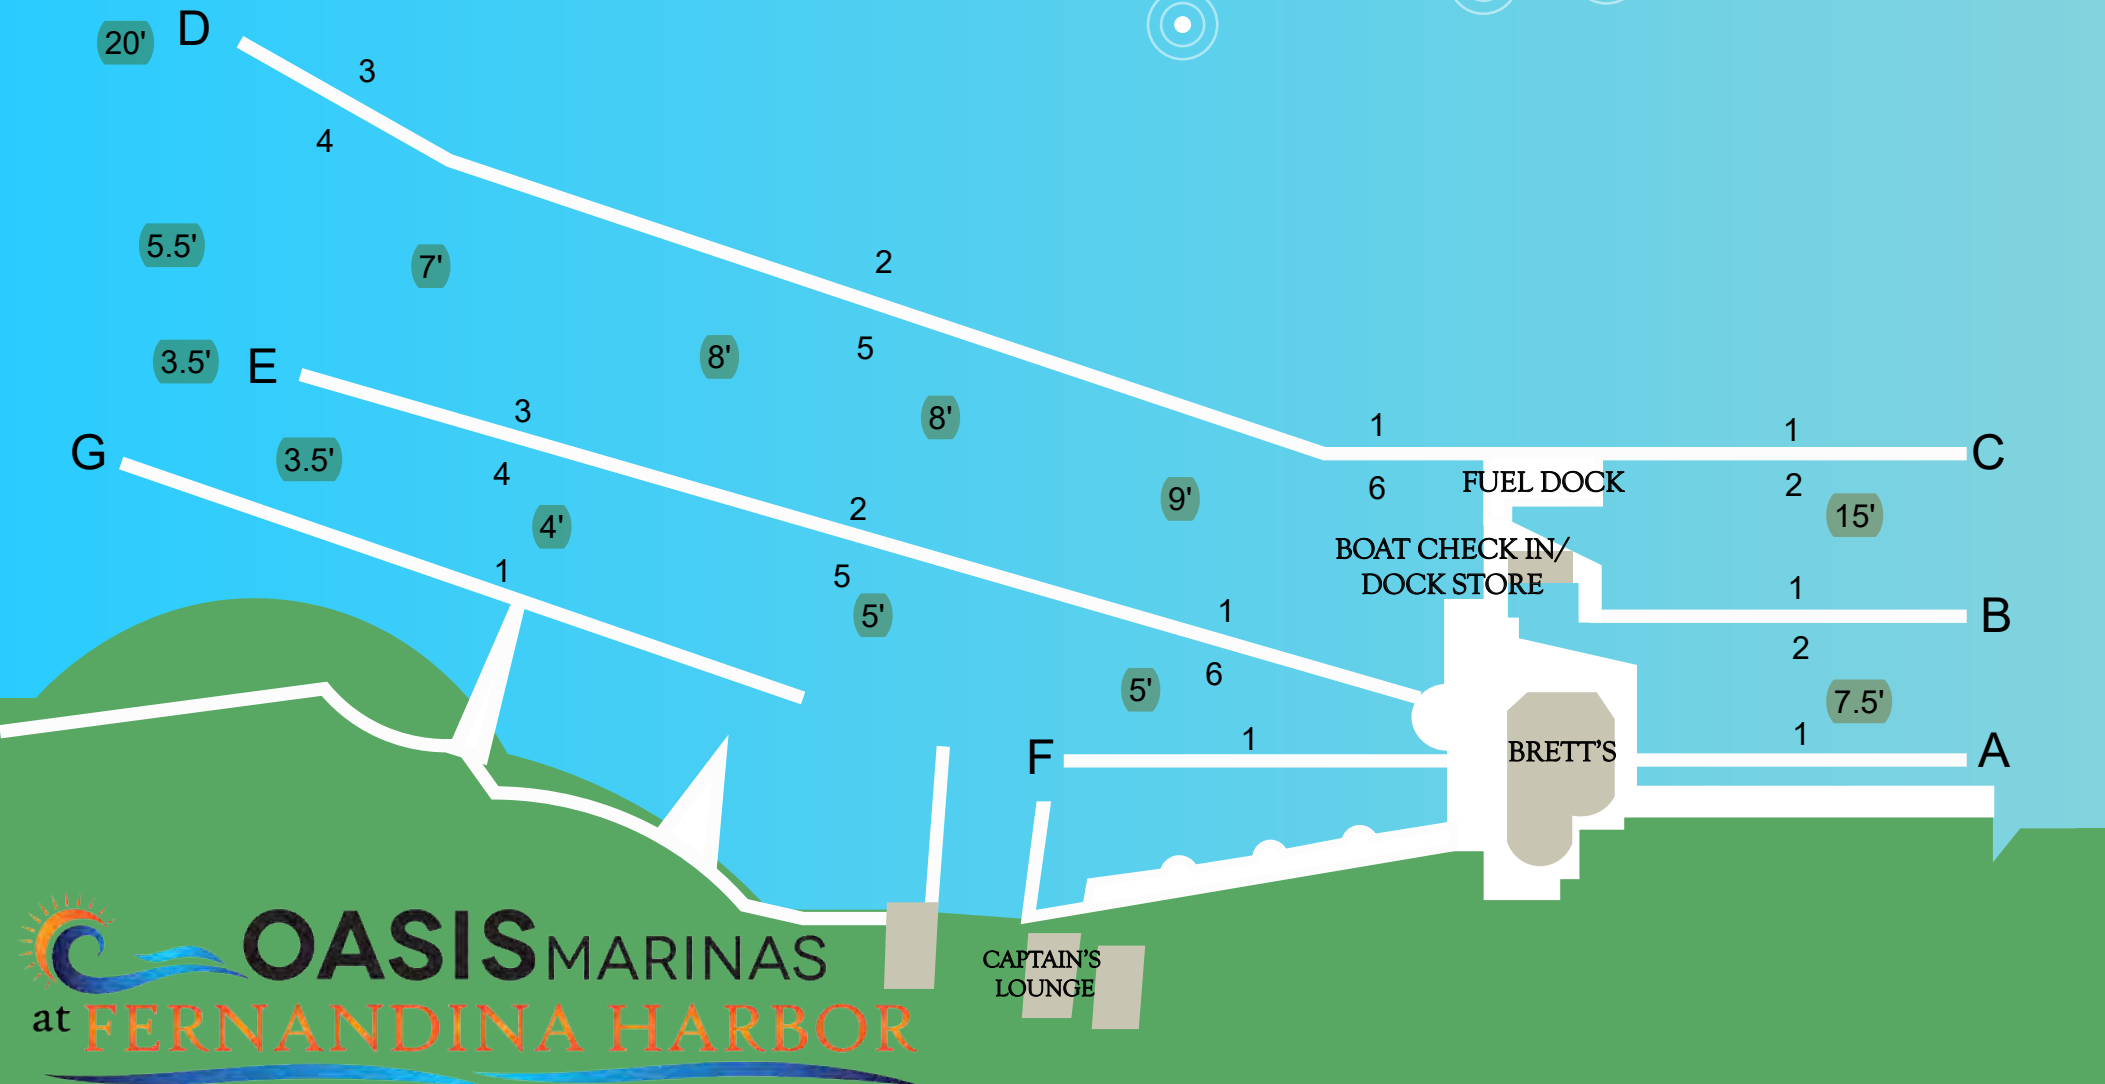 20'
D
3
4
2
5.5'
7'
8'
5
3.5'
E
8'
3
1
1
C
G
3.5'
4
6
FUEL DOCK
2
9'
2
15'
4'
BOAT CHECK IN/
DOCK STORE
1
5
1
B
5'
1
2
6
5'
7.5'
F
1
BRETT'S
1
A
OASIS MARINAS
at FERNANDINA HARBOR
CAPTAIN'S
LOUNGE